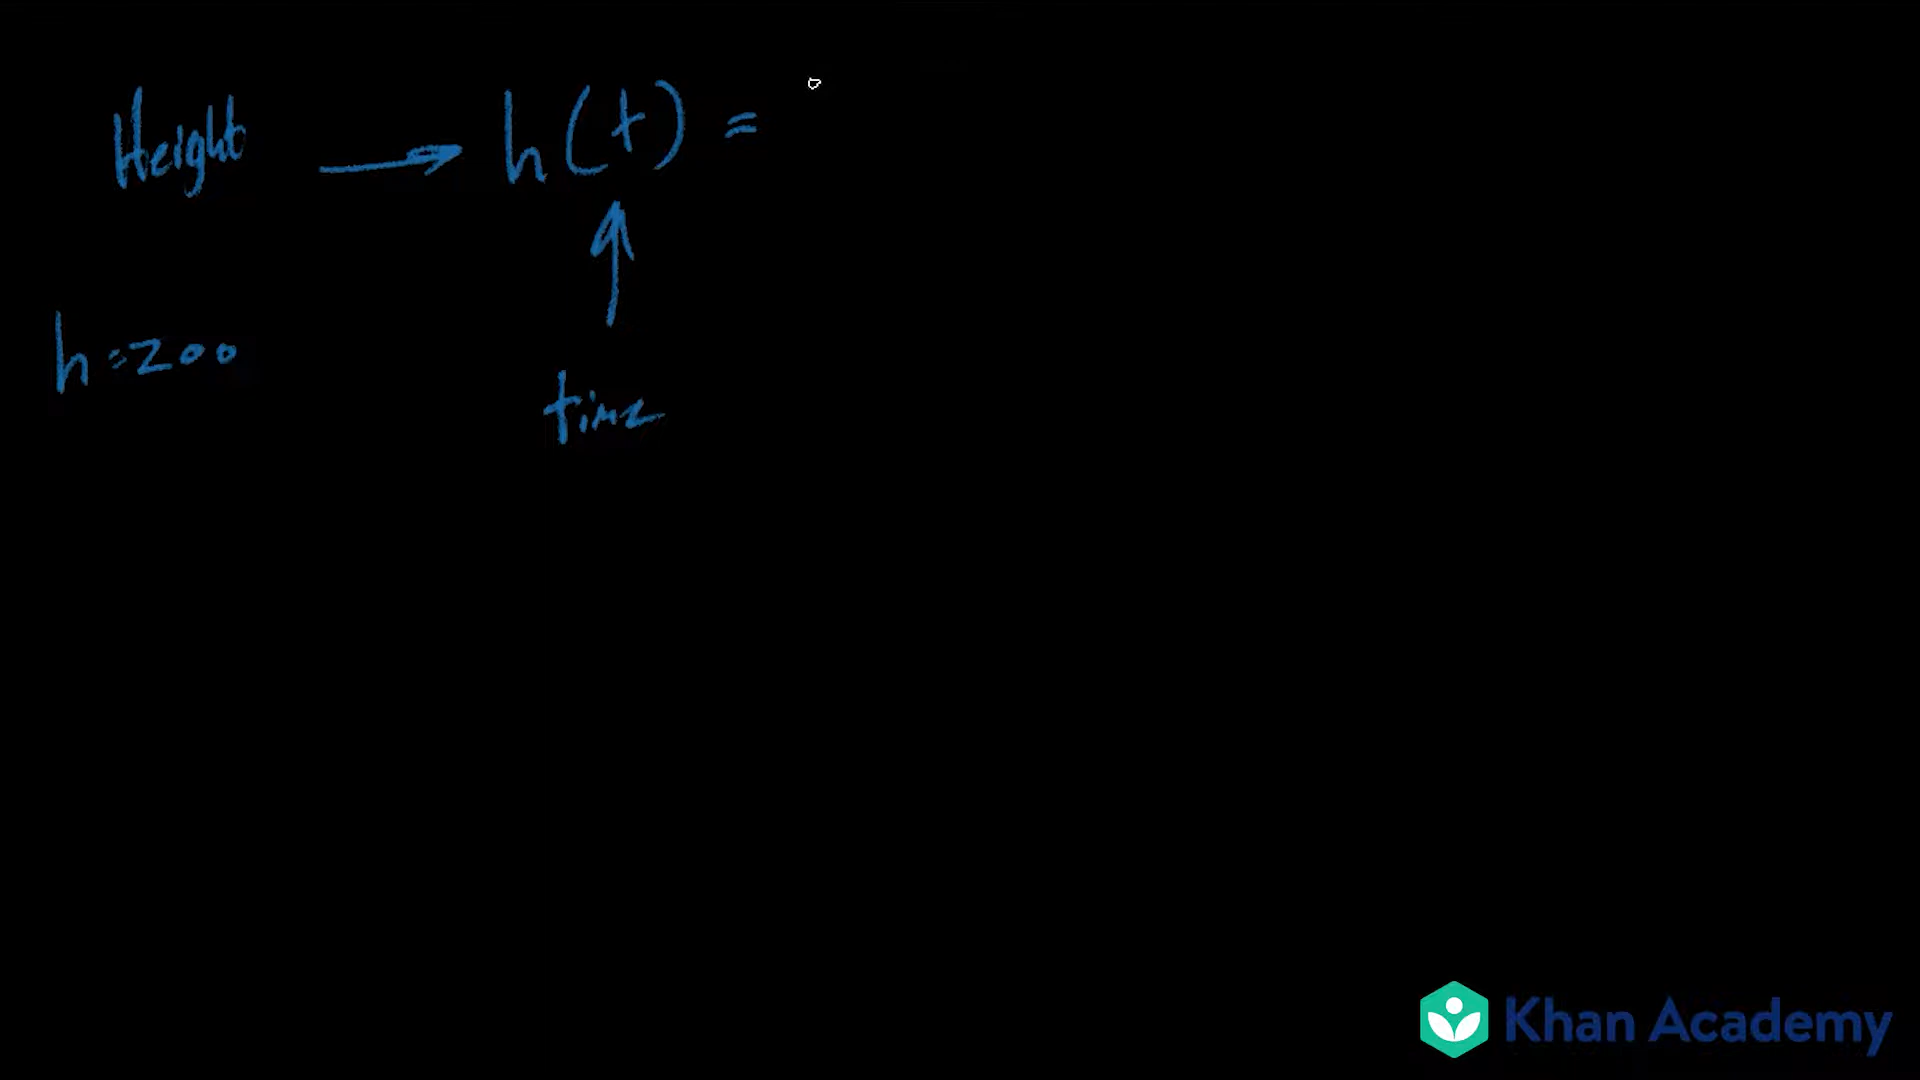 Height → h(t) =
h=200
time
Khan Academy